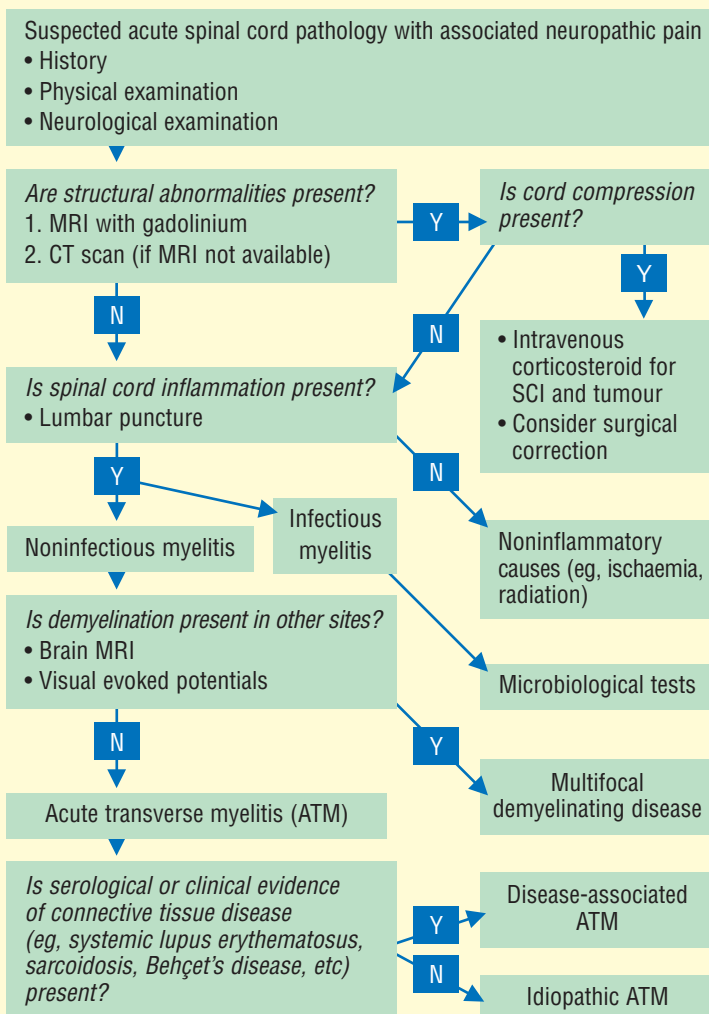 Suspected acute spinal cord pathology with associated neuropathic pain
• History
• Physical examination
• Neurological examination
Are structural abnormalities present?
1. MRI with gadolinium
2. CT scan (if MRI not available)
Y
Is cord compression
present?
Y
N
N
• Intravenous
corticosteroid for
SCI and tumour
• Consider surgical
correction
Is spinal cord inflammation present?
• Lumbar puncture
Y
N
Noninfectious myelitis
Infectious
myelitis
Noninflammatory
causes (eg, ischaemia,
radiation)
Is demyelination present in other sites?
• Brain MRI
• Visual evoked potentials
Microbiological tests
N
Y
Multifocal
demyelinating disease
Acute transverse myelitis (ATM)
Is serological or clinical evidence
of connective tissue disease
(eg, systemic lupus erythematosus,
sarcoidosis, Behçet's disease, etc)
present?
Y
N
Disease-associated
ATM
Idiopathic ATM